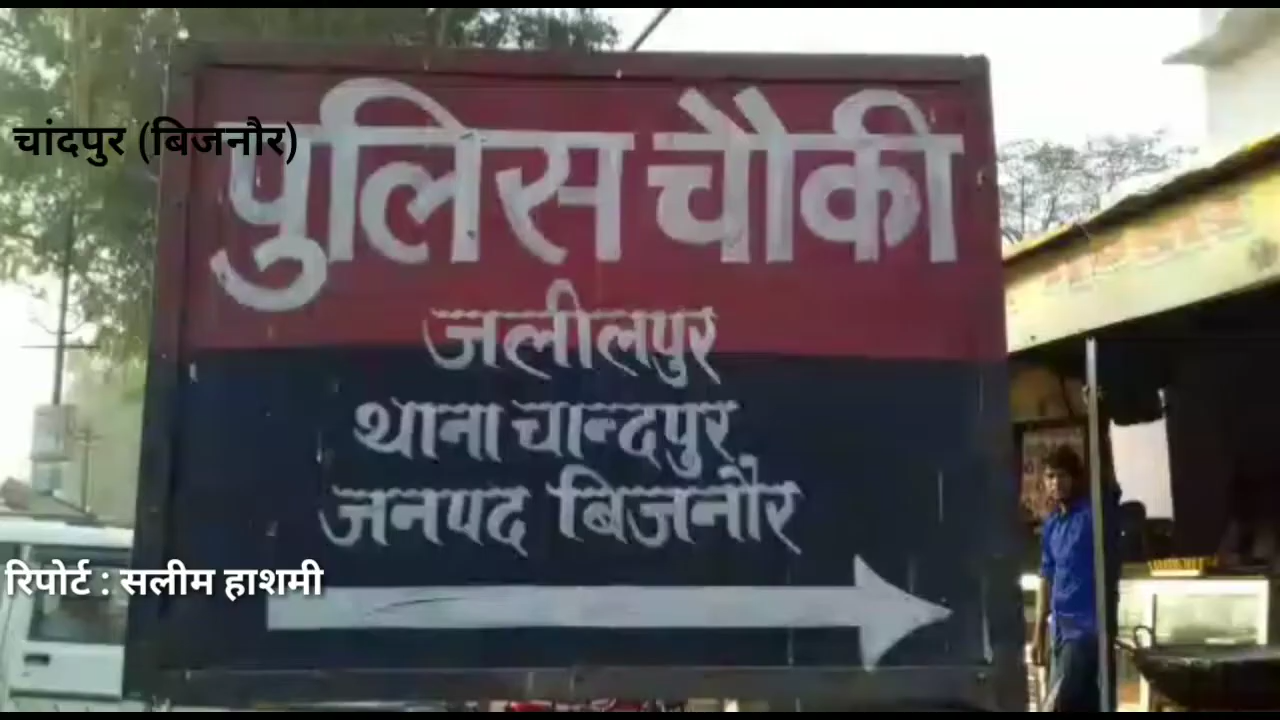 चांदपुर (बिजनौर)
पुलिस चौकी
जलीलपुर
थाना चान्दपुर
जनपद बिजनौर
रिपोर्ट : सलीम हाशमी